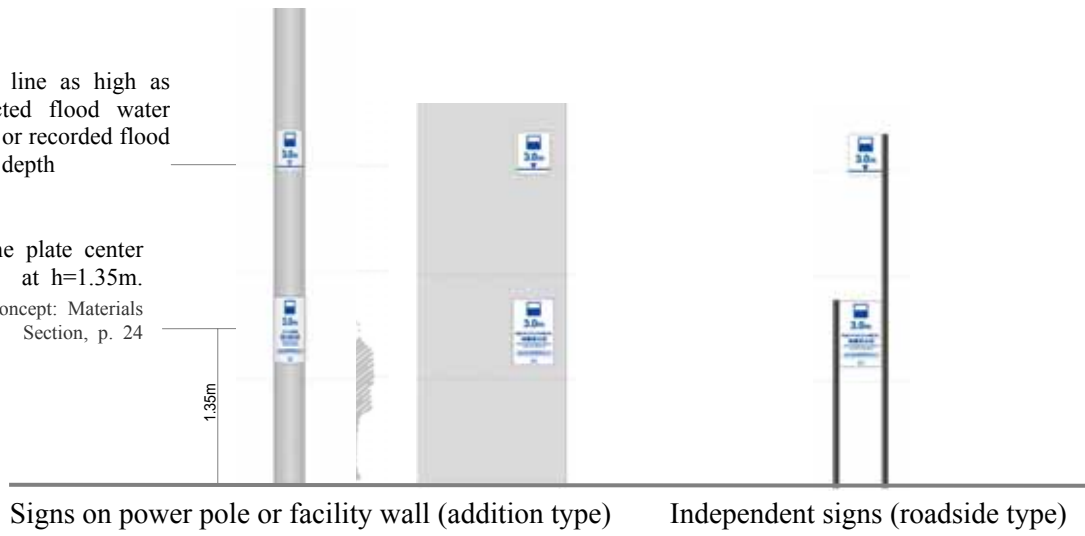 line as high as
cted flood water
or recorded flood
depth
ne plate center
at h=1.35m.
oncept: Materials
Section, p. 24
1.35m
3.0m
3.0m
3.0m
3.0m
3.0m
3.0m
Signs on power pole or facility wall (addition type)
Independent signs (roadside type)